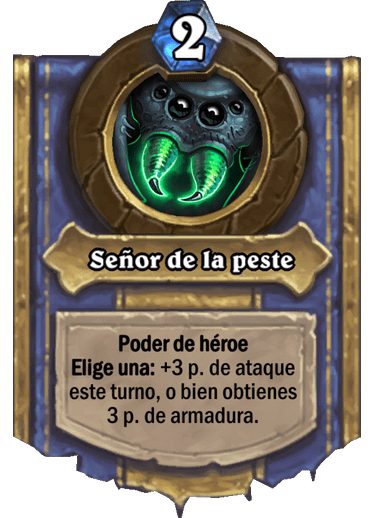 2
Señor de la peste
Poder de héroe
Elige una: +3 p. de ataque
este turno, o bien obtienes
3 p. de armadura.